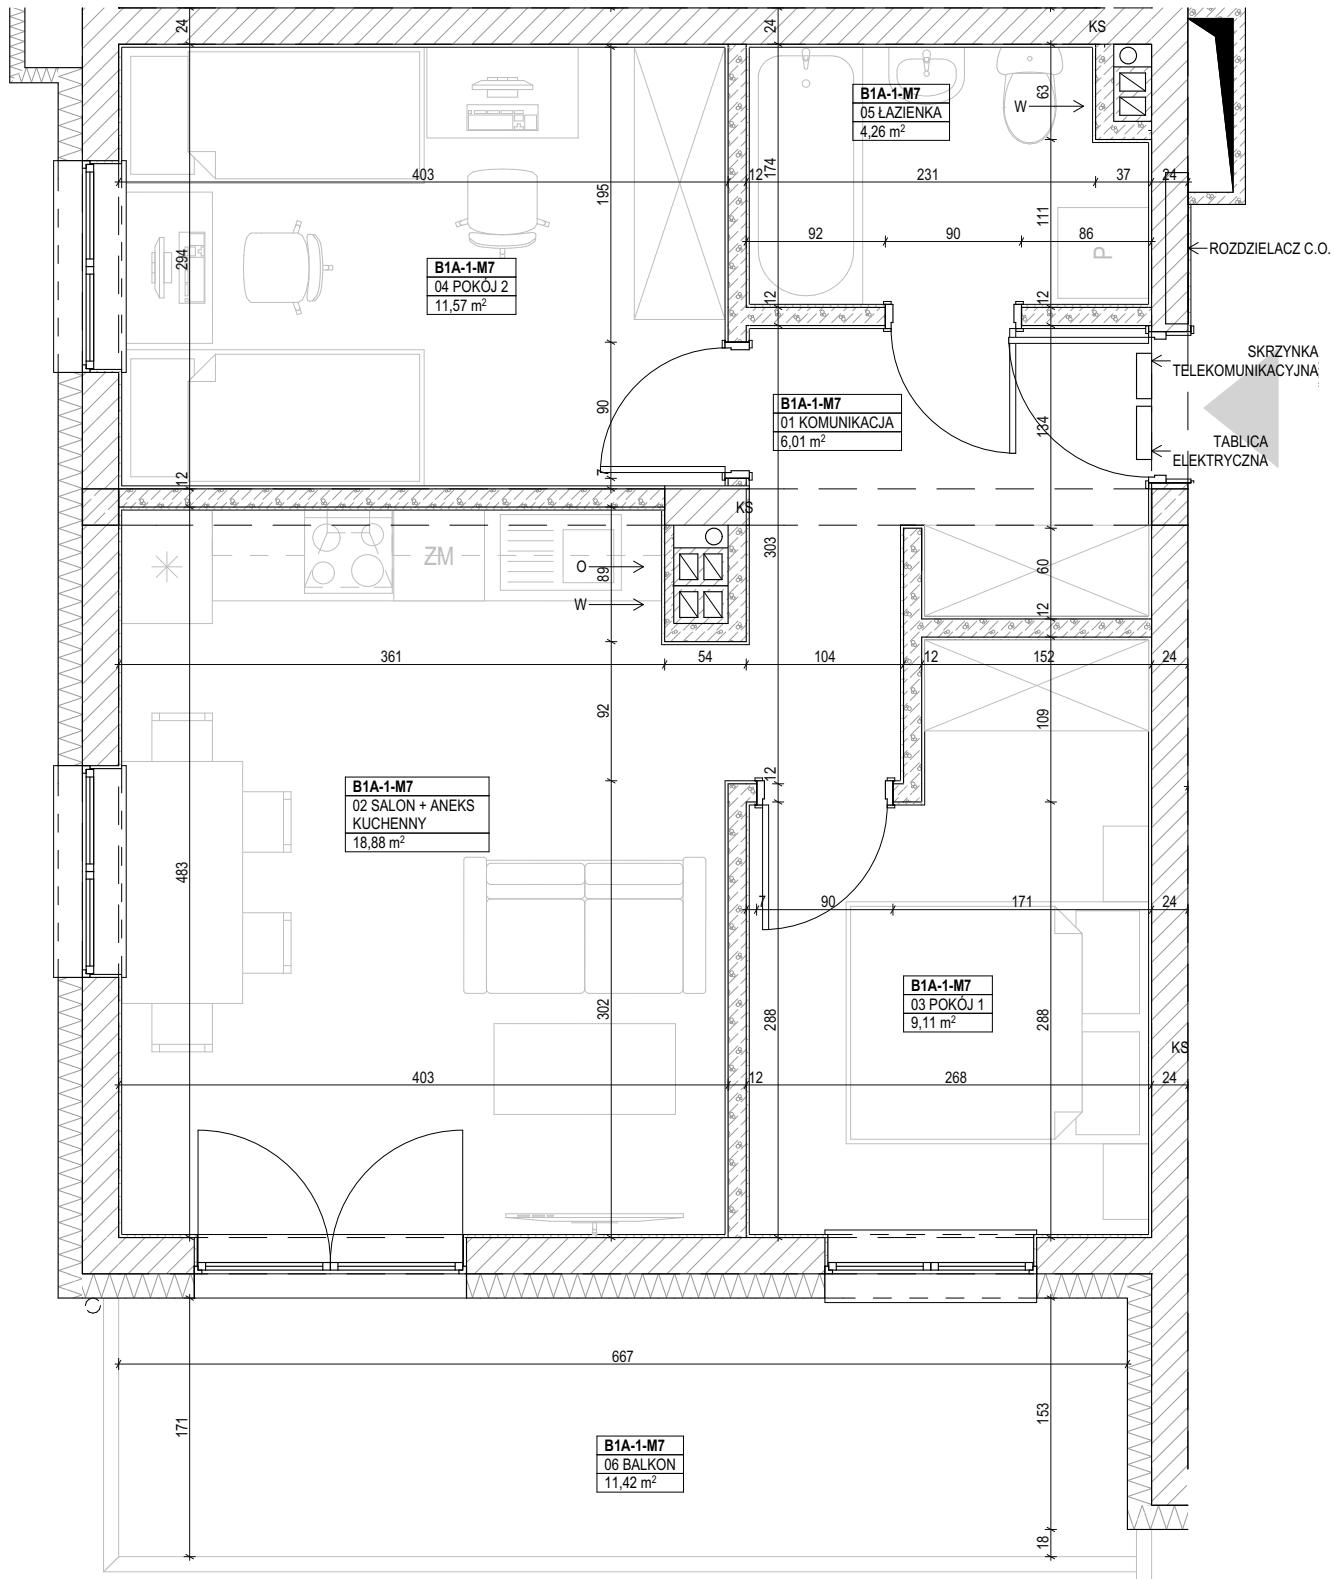 24
24
KS
B1A-1-M7
05 ŁAZIENKA
4,26 m²
W
63
403
12
174
231
37
24
195
111
92
90
86
P
ROZDZIELACZ C.O.
294
B1A-1-M7
04 POKÓJ 2
11,57 m²
12
12
SKRZYNKA
TELEKOMUNIKACYJNA
90
B1A-1-M7
01 KOMUNIKACJA
6,01 m²
134
TABLICA
ELEKTRYCZNA
12
7
KS
303
ZM
O
89
W
60
12
361
54
104
12
152
24
92
109
12
B1A-1-M7
02 SALON + ANEKS
KUCHENNY
18,88 m²
483
7
90
171
24
B1A-1-M7
03 POKÓJ 1
9,11 m²
302
288
288
KS
403
12
268
24
667
171
153
B1A-1-M7
06 BALKON
11,42 m²
18